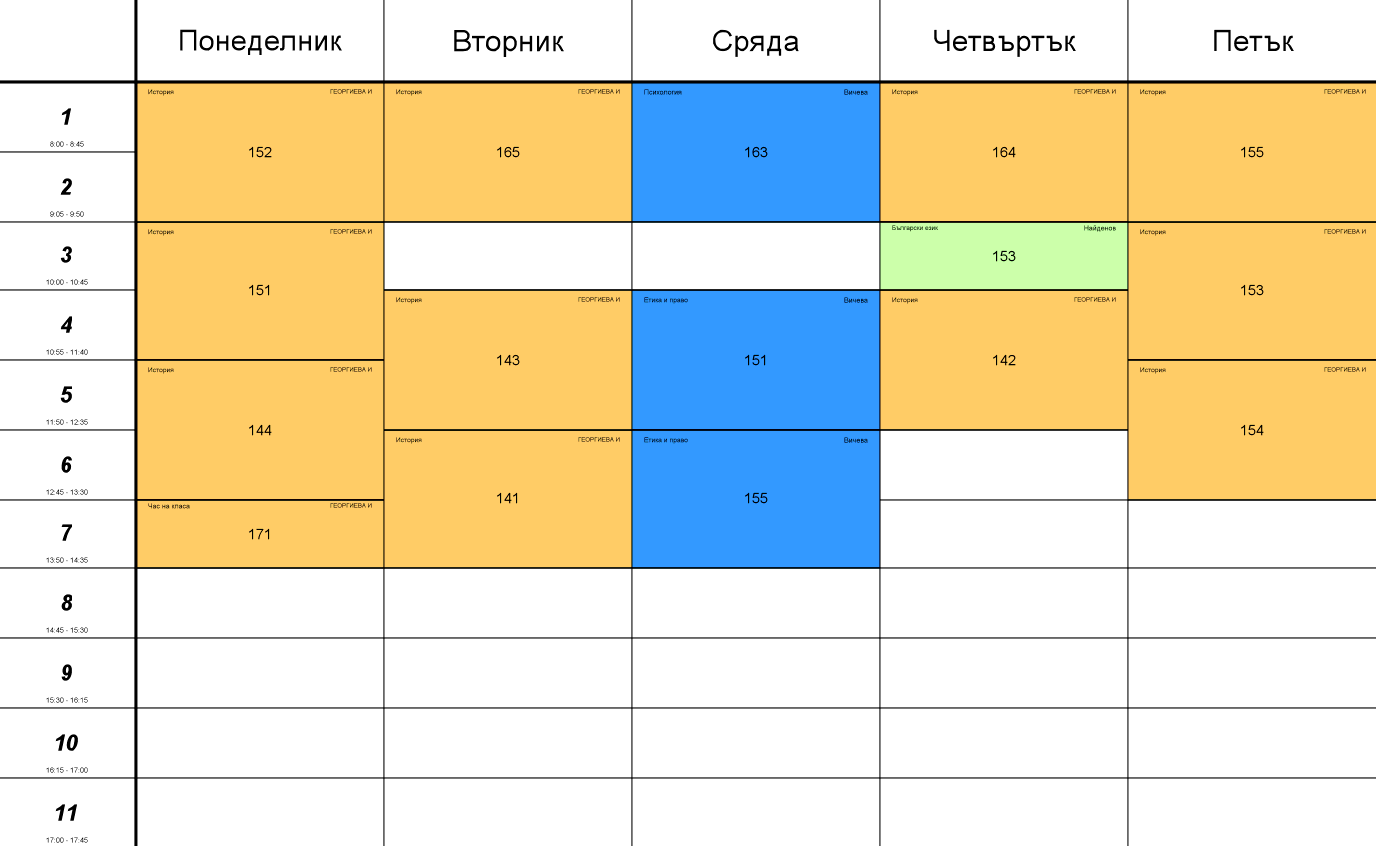 Понеделник Вторник Сряда Четвъртък Петък
1
8:00 - 8:45
2
9:05 - 9:50
3
10:00 - 10:45
4
10:55 - 11:40
5
11:50 - 12:35
6
12:45 - 13:30
7
13:50 - 14:35
8
14:45 - 15:30
9
15:30 - 16:15
10
16:15 - 17:00
11
17:00 - 17:45
История ГЕОРГИЕВА И
152
История ГЕОРГИЕВА И
151
История ГЕОРГИЕВА И
144
Час на класа ГЕОРГИЕВА И
171
История ГЕОРГИЕВА И
165
История ГЕОРГИЕВА И
143
История ГЕОРГИЕВА И
141
Психология Вичева
163
Етика и право Вичева
151
Етика и право Вичева
155
История ГЕОРГИЕВА И
164
Български език Найденов
153
История ГЕОРГИЕВА И
142
История ГЕОРГИЕВА И
155
История ГЕОРГИЕВА И
153
История ГЕОРГИЕВА И
154